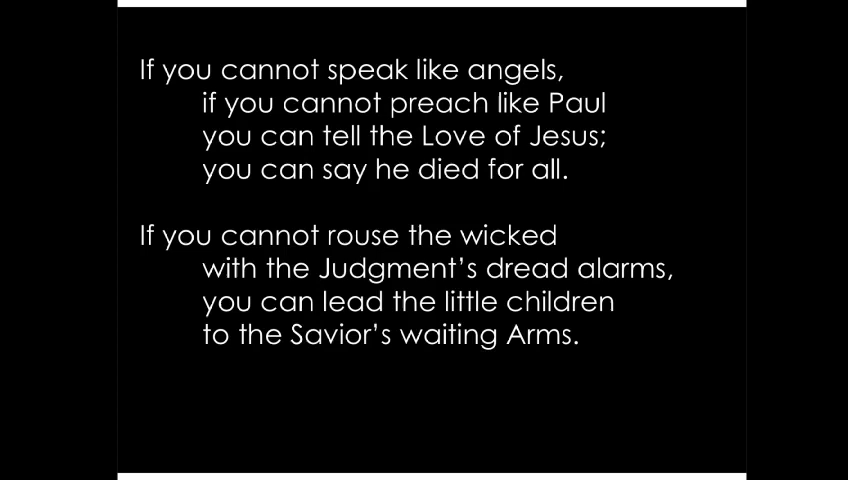 If you cannot speak like angels,
if you cannot preach like Paul
you can tell the Love of Jesus;
you can say he died for all.
If you cannot rouse the wicked
with the Judgment’s dread alarms,
you can lead the little children
to the Savior’s waiting Arms.